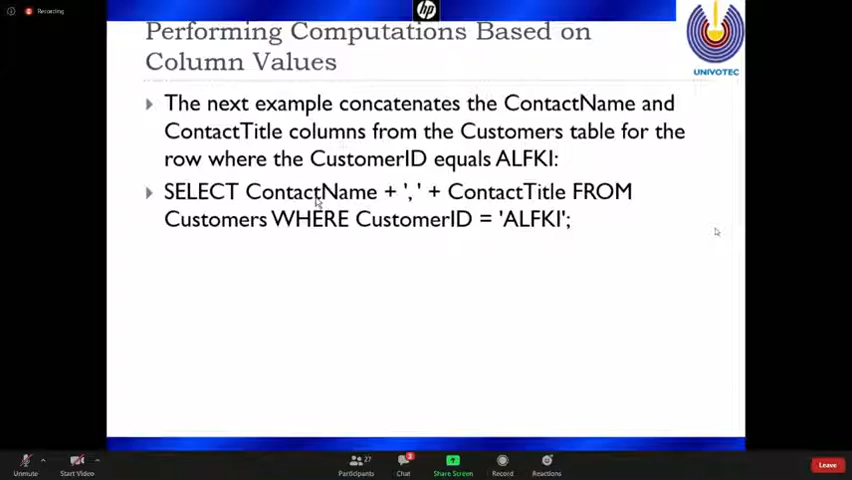 Recording
hp
Performing Computations Based on
Column Values
UNIVOTEC
The next example concatenates the ContactName and
ContactTitle columns from the Customers table for the
row where the CustomerID equals ALFKI:
SELECT ContactName + ', ' + ContactTitle FROM
Customers WHERE CustomerID = 'ALFKI';
Unmute
Start Video
27
Participants
3
Chat
Share Screen
Record
Reactions
Leave